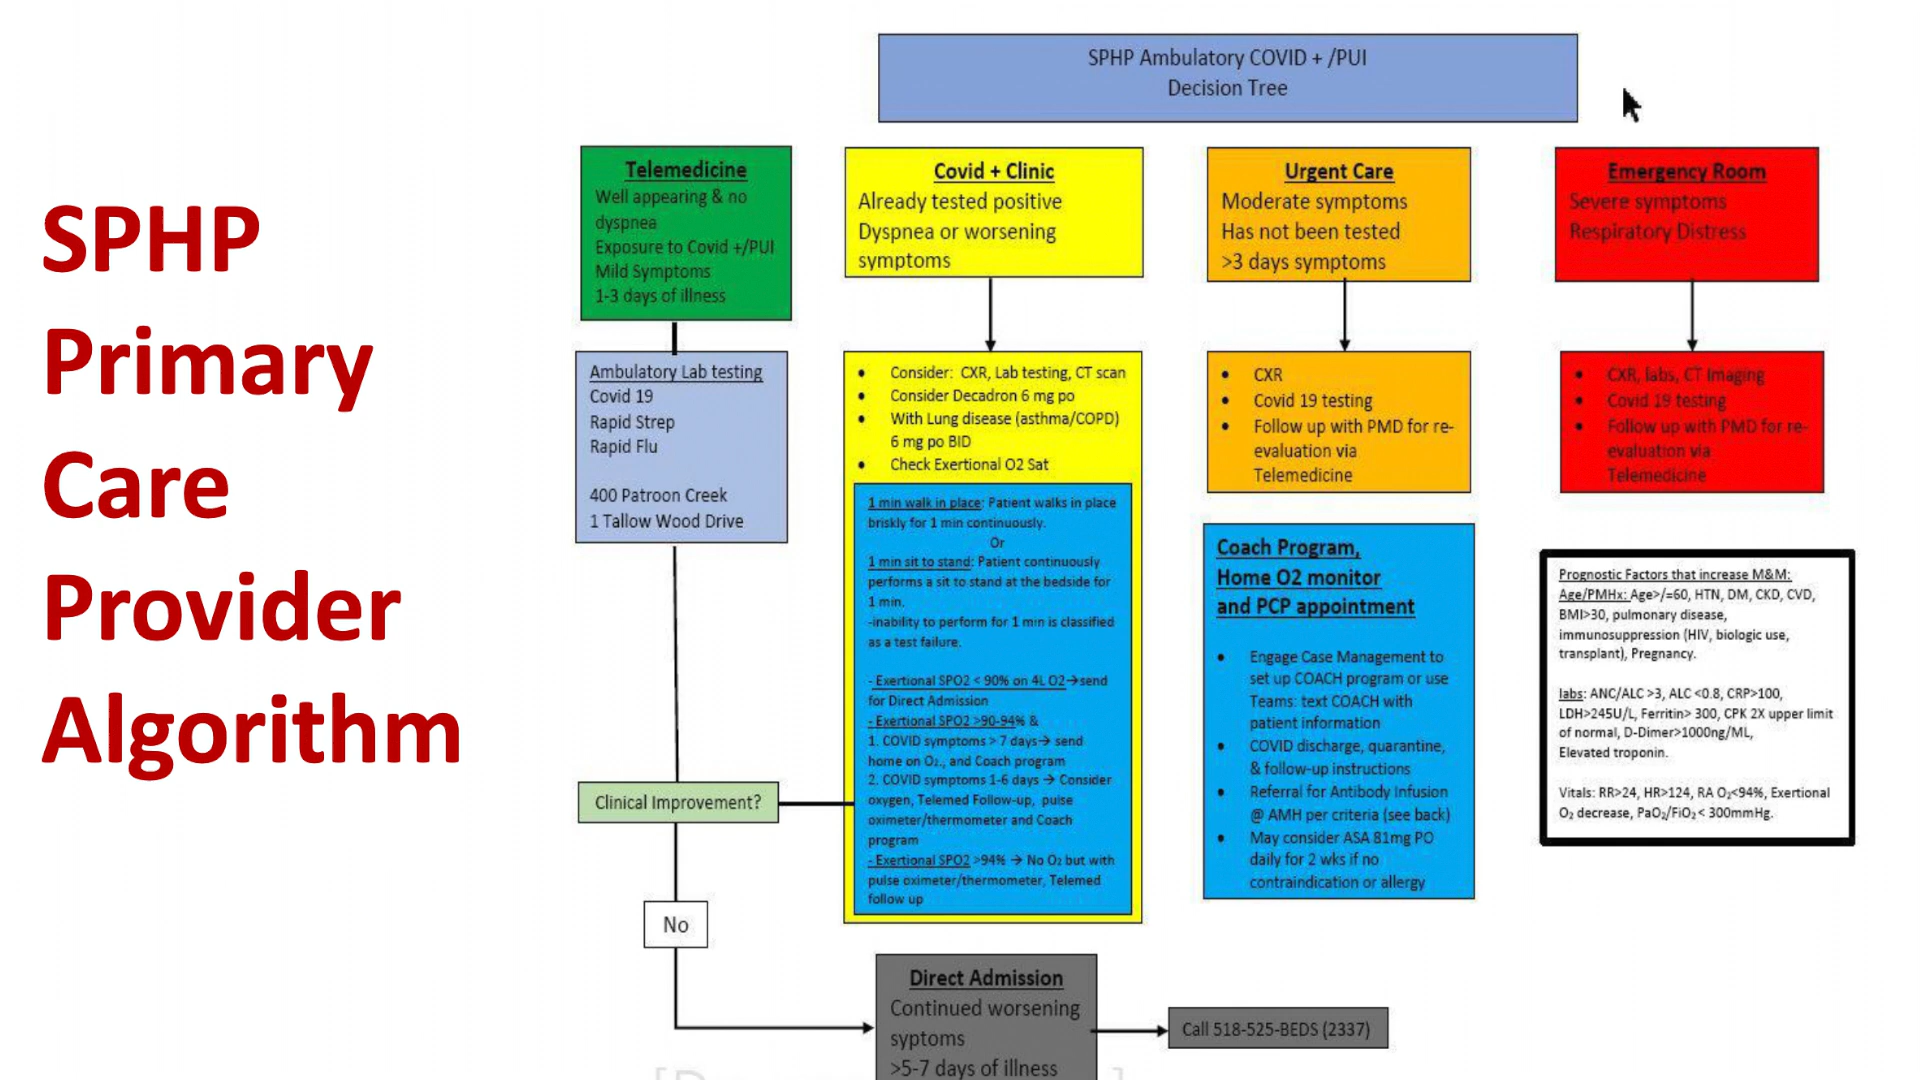 SPHP
Primary
Care
Provider
Algorithm
SPHP Ambulatory COVID + /PUI
Decision Tree
Telemedicine
Well appearing & no
dyspnea
Exposure to Covid +/PUI
Mild Symptoms
1-3 days of illness
Ambulatory Lab testing
Covid 19
Rapid Strep
Rapid Flu
400 Patroon Creek
1 Tallow Wood Drive
Clinical Improvement?
No
Covid + Clinic
Already tested positive
Dyspnea or worsening
symptoms
• Consider: CXR, Lab testing, CT scan
• Consider Decadron 6 mg po
• With Lung disease (asthma/COPD)
6 mg po BID
• Check Exertional O2 Sat
1 min walk in place: Patient walks in place
briskly for 1 min continuously.
Or
1 min sit to stand: Patient continuously
performs a sit to stand at the bedside for
1 min.
-inability to perform for 1 min is classified
as a test failure.
- Exertional SPO2 < 90% on 4L O2→send
for Direct Admission
- Exertional SPO2 >90-94% &
1. COVID symptoms > 7 days→ send
home on O₂., and Coach program
2. COVID symptoms 1-6 days → Consider
oxygen, Telemed Follow-up, pulse
oximeter/thermometer and Coach
program
- Exertional SPO2 >94% → No O₂ but with
pulse oximeter/thermometer, Telemed
follow up
Urgent Care
Moderate symptoms
Has not been tested
>3 days symptoms
• CXR
• Covid 19 testing
• Follow up with PMD for re-
evaluation via
Telemedicine
Coach Program,
Home O2 monitor
and PCP appointment
• Engage Case Management to
set up COACH program or use
Teams: text COACH with
patient information
• COVID discharge, quarantine,
& follow-up instructions
• Referral for Antibody Infusion
@ AMH per criteria (see back)
• May consider ASA 81mg PO
daily for 2 wks if no
contraindication or allergy
Emergency Room
Severe symptoms
Respiratory Distress
• CXR, labs, CT Imaging
• Covid 19 testing
• Follow up with PMD for re-
evaluation via
Telemedicine
Prognostic Factors that increase M&M:
Age/PMHx: Age>/=60, HTN, DM, CKD, CVD,
BMI>30, pulmonary disease,
immunosuppression (HIV, biologic use,
transplant), Pregnancy.
labs: ANC/ALC >3, ALC <0.8, CRP>100,
LDH>245U/L, Ferritin> 300, CPK 2X upper limit
of normal, D-Dimer>1000ng/ML,
Elevated troponin.
Vitals: RR>24, HR>124, RA O₂<94%, Exertional
O₂ decrease, PaO₂/FiO₂ < 300mmHg.
Direct Admission
Continued worsening
syptoms
>5-7 days of illness
Call 518-525-BEDS (2337)